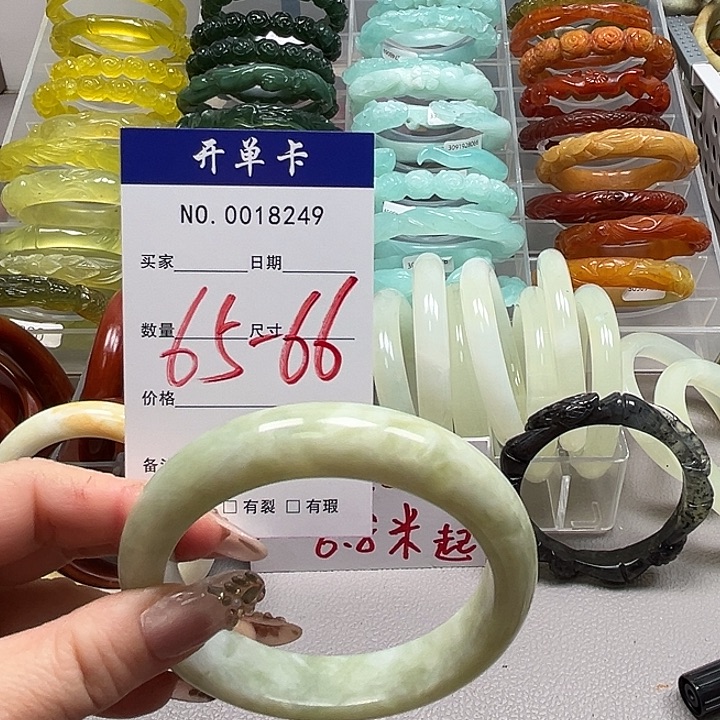 开单卡
NO. 0018249
买家 日期
数量 尺寸
65-66
价格
备
有裂 有瑕
米起